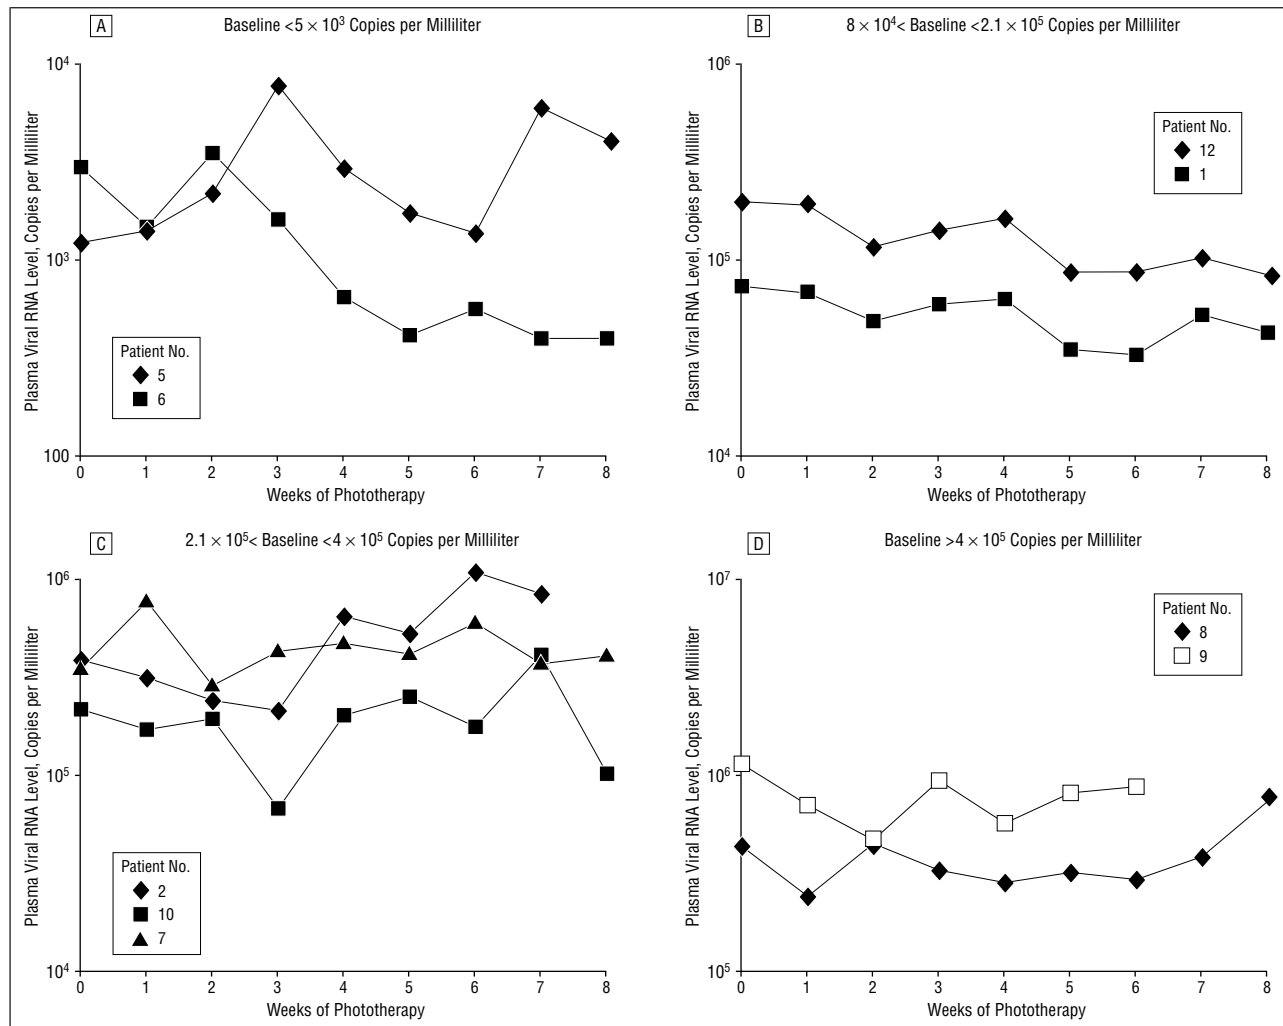 A
Baseline <5 × 10³ Copies per Milliliter
Plasma Viral RNA Level, Copies per Milliliter
10⁴
10³
100
Patient No.
5
6
0 1 2 3 4 5 6 7 8
Weeks of Phototherapy
B
8 × 10⁴< Baseline <2.1 × 10⁵ Copies per Milliliter
Plasma Viral RNA Level, Copies per Milliliter
10⁶
10⁵
10⁴
Patient No.
12
1
0 1 2 3 4 5 6 7 8
Weeks of Phototherapy
C
2.1 × 10⁵< Baseline <4 × 10⁵ Copies per Milliliter
Plasma Viral RNA Level, Copies per Milliliter
10⁶
10⁵
10⁴
Patient No.
2
10
7
0 1 2 3 4 5 6 7 8
Weeks of Phototherapy
D
Baseline >4 × 10⁵ Copies per Milliliter
Plasma Viral RNA Level, Copies per Milliliter
10⁷
10⁶
10⁵
Patient No.
8
9
0 1 2 3 4 5 6 7 8
Weeks of Phototherapy